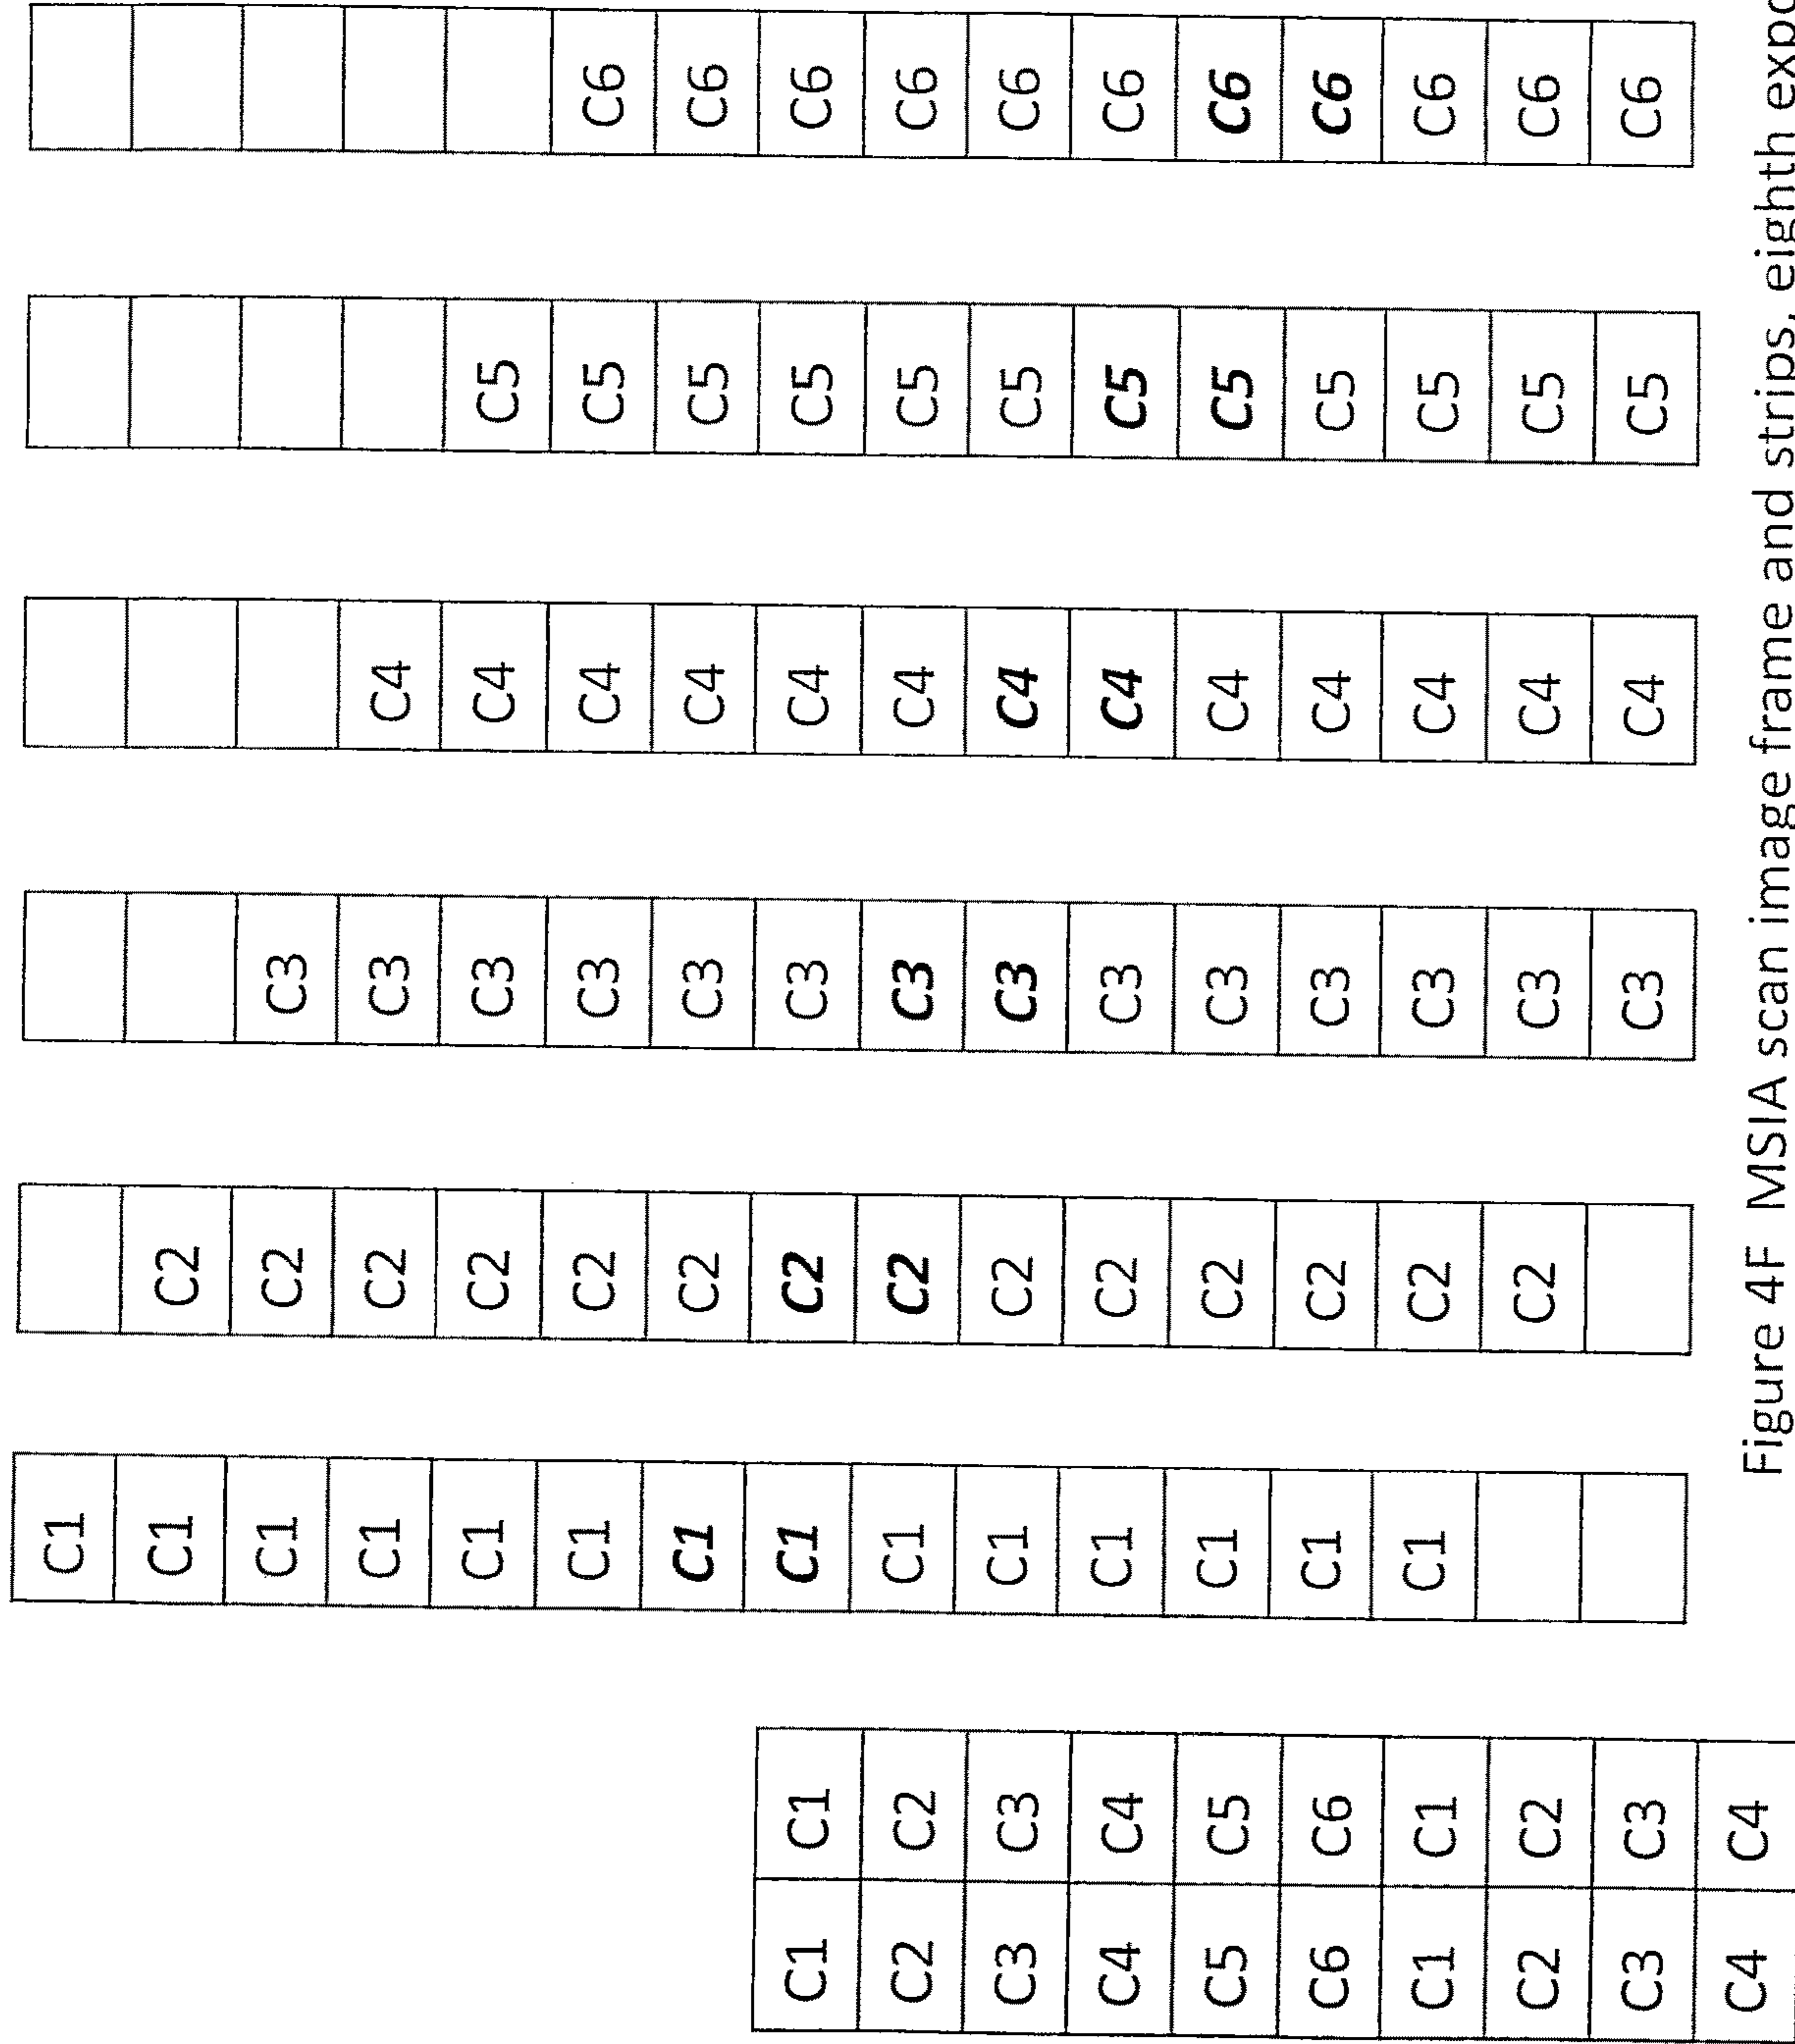 C1
C1 C2
C1 C2 C3
C1 C2 C3 C4
C1 C2 C3 C4 C5
C1 C2 C3 C4 C5 C6
C1 C2 C3 C4 C5 C6
C1 C1 C1 C2 C3 C4 C5 C6
C2 C2 C1 C2 C3 C4 C5 C6
C3 C3 C1 C2 C3 C4 C5 C6
C4 C4 C1 C2 C3 C4 C5 C6
C5 C5 C1 C2 C3 C4 C5 C6
C6 C6 C1 C2 C3 C4 C5 C6
C1 C1 C1 C2 C3 C4 C5 C6
C2 C2 C2 C3 C4 C5 C6
C3 C3 C3 C4 C5 C6
C4 C4
Figure 4F MSIA scan image frame and strips, eighth